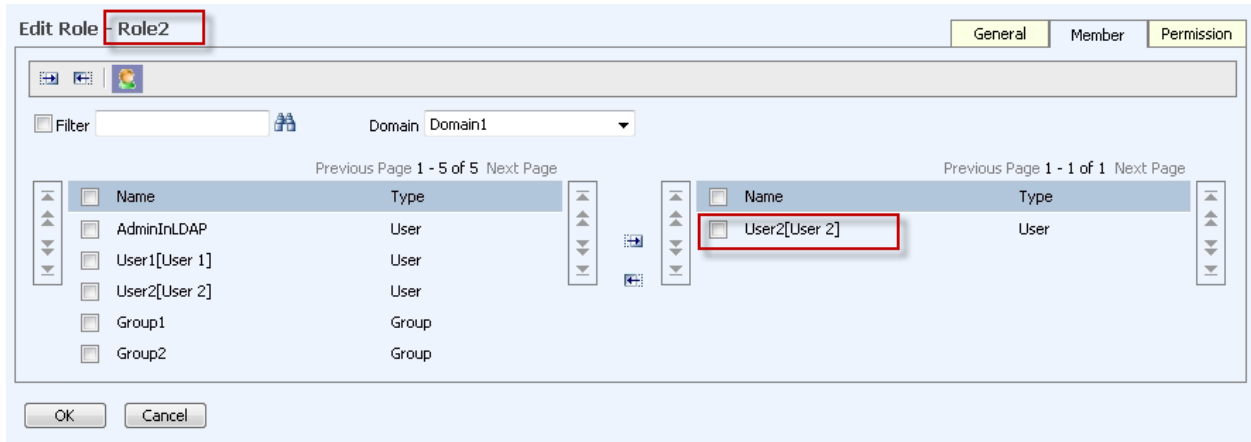 Edit Role - Role2
General Member Permission
Filter Domain Domain1
Previous Page 1 - 5 of 5 Next Page Previous Page 1 - 1 of 1 Next Page
Name Type Name Type
AdminInLDAP User User2[User 2] User
User1[User 1] User
User2[User 2] User
Group1 Group
Group2 Group
OK Cancel